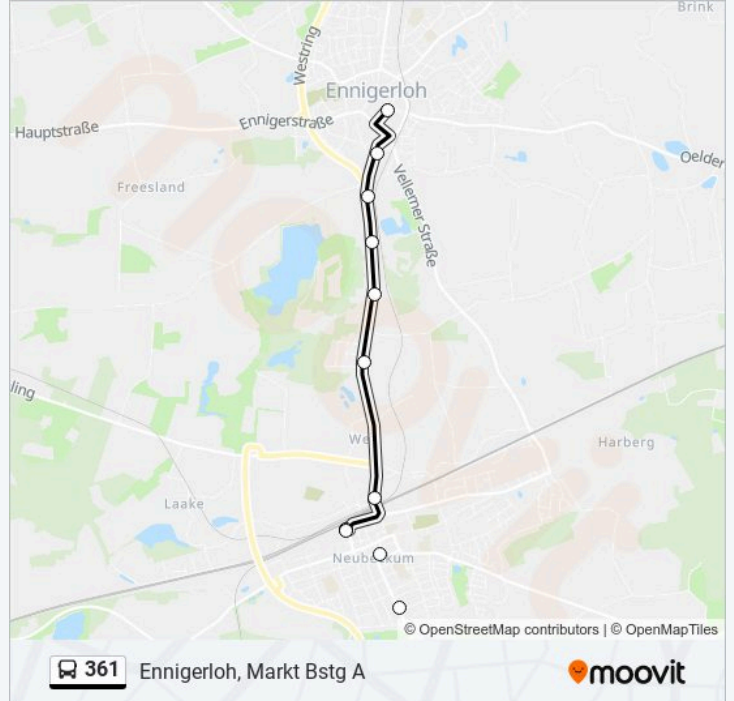 Brink
Westring
Ennigerloh
Hauptstraße
Ennigerstraße
Oelder
Freesland
Vellerner Straße
ling
We
Harberg
Laake
Neubeckum
© OpenStreetMap contributors | © OpenMapTiles
361 Ennigerloh, Markt Bstg A
moovit